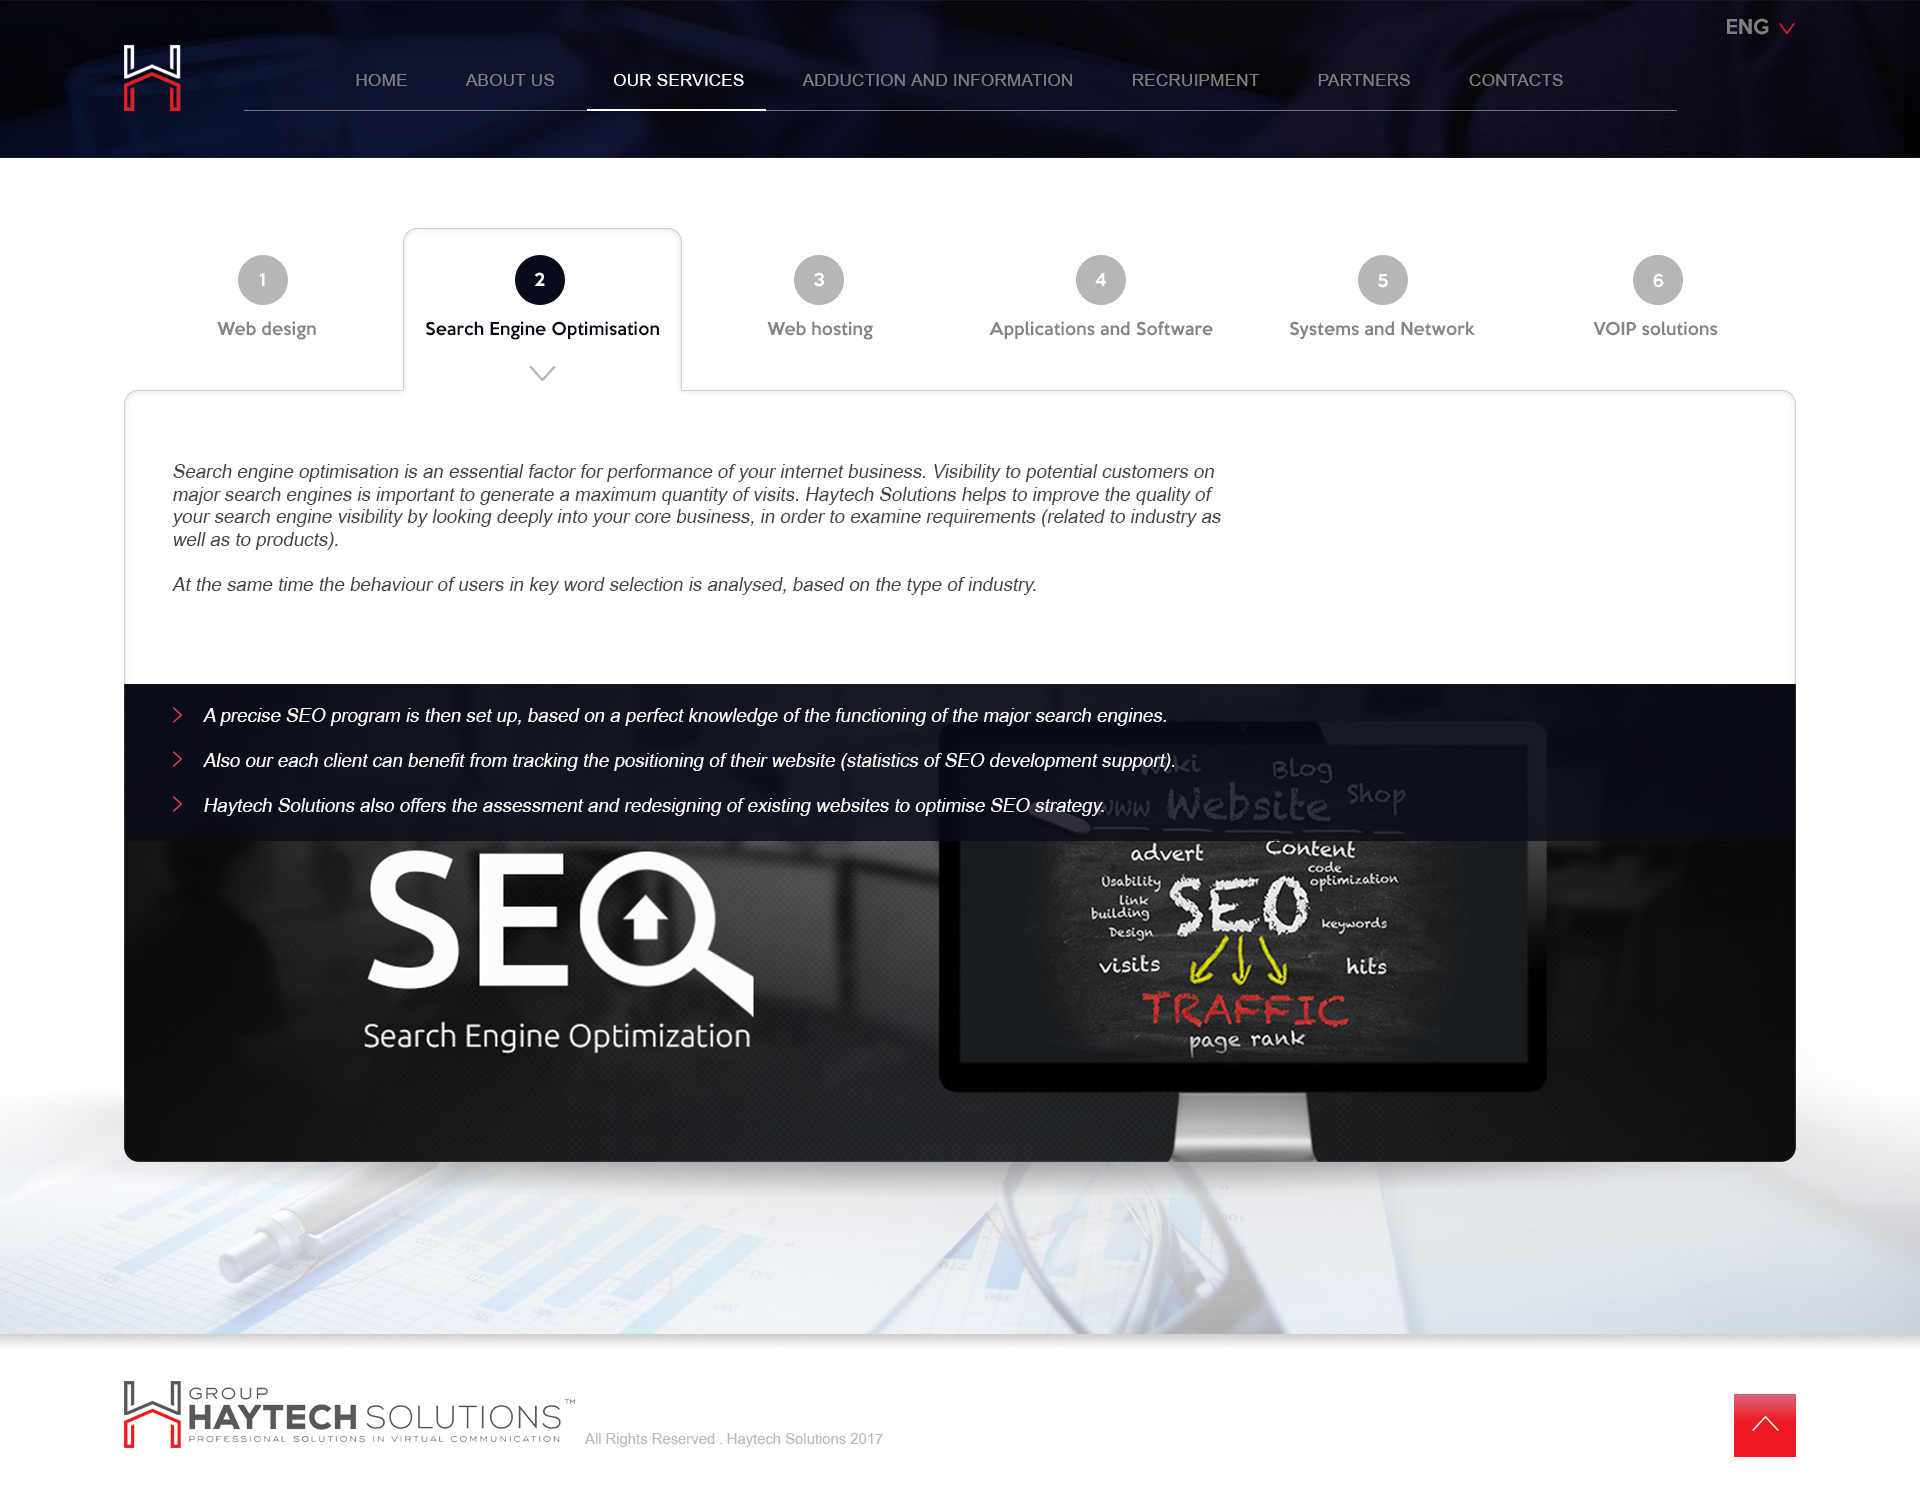 ENG
HOME ABOUT US OUR SERVICES ADDUCTION AND INFORMATION RECRUIPMENT PARTNERS CONTACTS
1 2 3 4 5 6
Web design Search Engine Optimisation Web hosting Applications and Software Systems and Network VOIP solutions
Search engine optimisation is an essential factor for performance of your internet business. Visibility to potential customers on
major search engines is important to generate a maximum quantity of visits. Haytech Solutions helps to improve the quality of
your search engine visibility by looking deeply into your core business, in order to examine requirements (related to industry as
well as to products).
At the same time the behaviour of users in key word selection is analysed, based on the type of industry.
A precise SEO program is then set up, based on a perfect knowledge of the functioning of the major search engines.
Also our each client can benefit from tracking the positioning of their website (statistics of SEO development support).
Haytech Solutions also offers the assessment and redesigning of existing websites to optimise SEO strategy.
SEO
Search Engine Optimization
Wiki Blog
www Website Shop
advert Content
Usability code
optimization
link
building
SEO
Design keywords
visits hits
TRAFFIC
page rank
GROUP
HAYTECH SOLUTIONS™
PROFESSIONAL SOLUTIONS IN VIRTUAL COMMUNICATION
All Rights Reserved . Haytech Solutions 2017